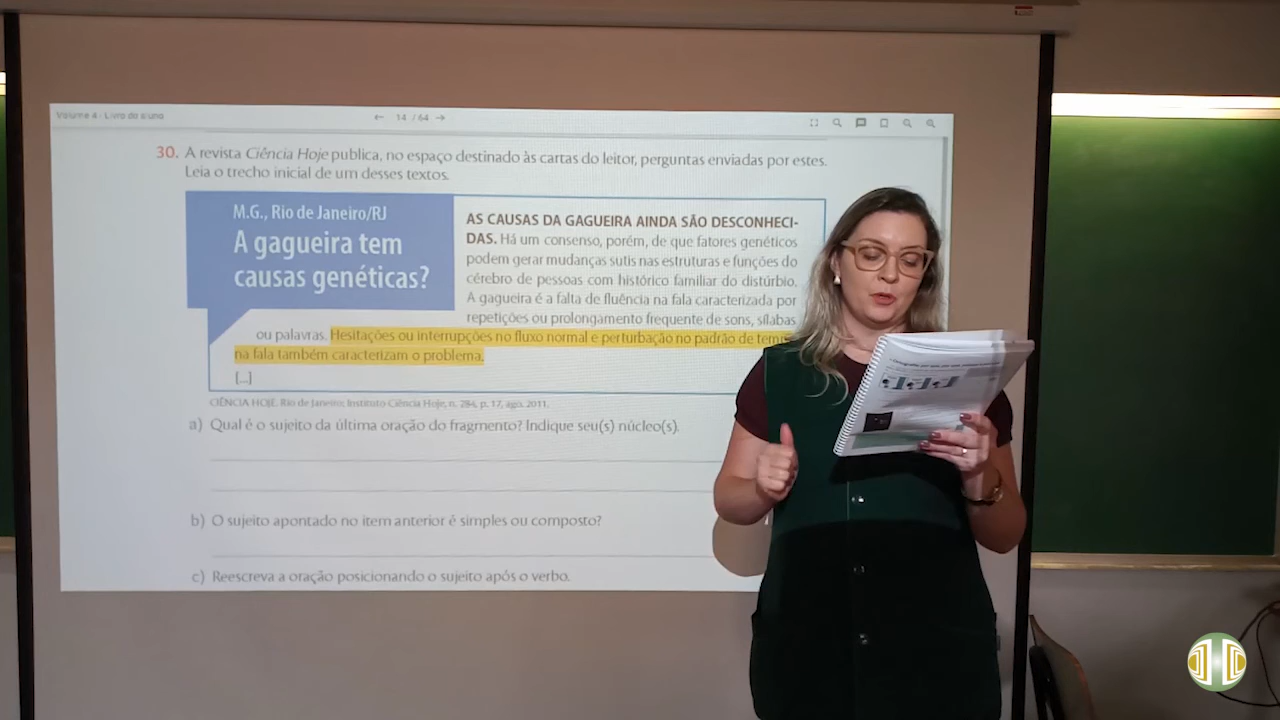 Volume 4 - Livro do aluno
← 14 / 64 →
30. A revista Ciência Hoje publica, no espaço destinado às cartas do leitor, perguntas enviadas por estes.
Leia o trecho inicial de um desses textos.
M.G., Rio de Janeiro/RJ
A gagueira tem
causas genéticas?
AS CAUSAS DA GAGUEIRA AINDA SÃO DESCONHECI-
DAS. Há um consenso, porém, de que fatores genéticos
podem gerar mudanças sutis nas estruturas e funções do
cérebro de pessoas com histórico familiar do distúrbio.
A gagueira é a falta de fluência na fala caracterizada por
repetições ou prolongamento frequente de sons, sílabas
ou palavras. Hesitações ou interrupções no fluxo normal e perturbação no padrão de
na fala também caracterizam o problema.
[...]
CIÊNCIA HOJE. Rio de Janeiro: Instituto Ciência Hoje, n. 284, p. 17, ago. 2011.
a) Qual é o sujeito da última oração do fragmento? Indique seu(s) núcleo(s).
b) O sujeito apontado no item anterior é simples ou composto?
c) Reescreva a oração posicionando o sujeito após o verbo.